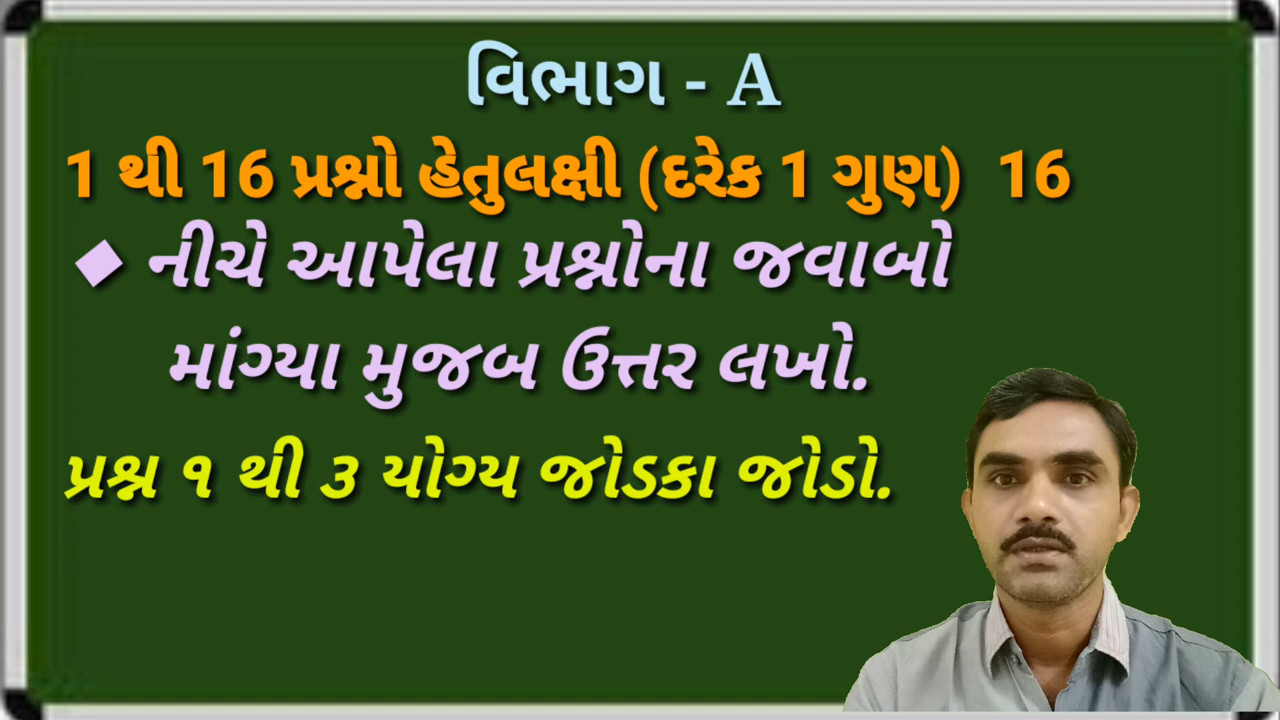 વિભાગ - A
1 થી 16 પ્રશ્નો હેતુલક્ષી (દરેક 1 ગુણ) 16
◆ નીચે આપેલા પ્રશ્નોના જવાબો
માંગ્યા મુજબ ઉત્તર લખો.
પ્રશ્ન ૧ થી ૩ યોગ્ય જોડકા જોડો.